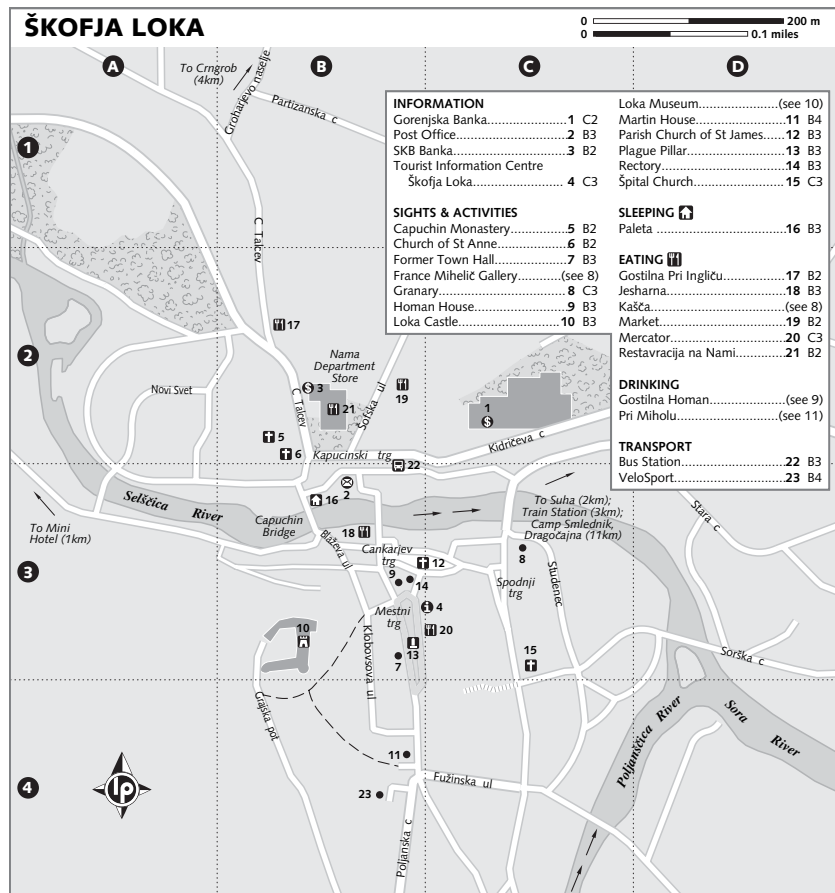 ŠKOFJA LOKA
0 200 m
0 0.1 miles
A B C D
To Crngrob
(4km)
Groharjevo naselje
Partizanska c
INFORMATION
Gorenjska Banka 1 C2
Post Office 2 B3
SKB Banka 3 B2
Tourist Information Centre
Škofja Loka 4 C3
SIGHTS & ACTIVITIES
Capuchin Monastery 5 B2
Church of St Anne 6 B2
Former Town Hall 7 B3
France Mihelič Gallery (see 8)
Granary 8 C3
Homan House 9 B3
Loka Castle 10 B3
Loka Museum (see 10)
Martin House 11 B4
Parish Church of St James 12 B3
Plague Pillar 13 B3
Rectory 14 B3
Špital Church 15 C3
SLEEPING
Paleta 16 B3
EATING
Gostilna Pri Ingliču 17 B2
Jesharna 18 B3
Kašča (see 8)
Market 19 B2
Mercator 20 C3
Restavracija na Nami 21 B2
DRINKING
Gostilna Homan (see 9)
Pri Miholu (see 11)
TRANSPORT
Bus Station 22 B3
VeloSport 23 B4
1
C Talcev
17
2
Nama
Department
Store
Novi Svet
3
21
19
1
C Talcev
Šofska ul
5
6
Kapucinski trg
Kidričeva c
22
2
Selščica River
16
To Mini
Hotel (1km)
Capuchin
Bridge
18
To Suha (2km);
Train Station (3km);
Camp Smlednik,
Dragočajna (11km)
Stara c
Blaževa ul
Cankarjev
trg
12
8
3
9
14
Spodnji
trg
Studenec
4
Mestni
trg
10
20
13
7
15
Klobovsova ul
Sorška c
Grajska pot
Poljanščica River
Sora River
11
4
lp
23
Fužinska ul
Poljanska c